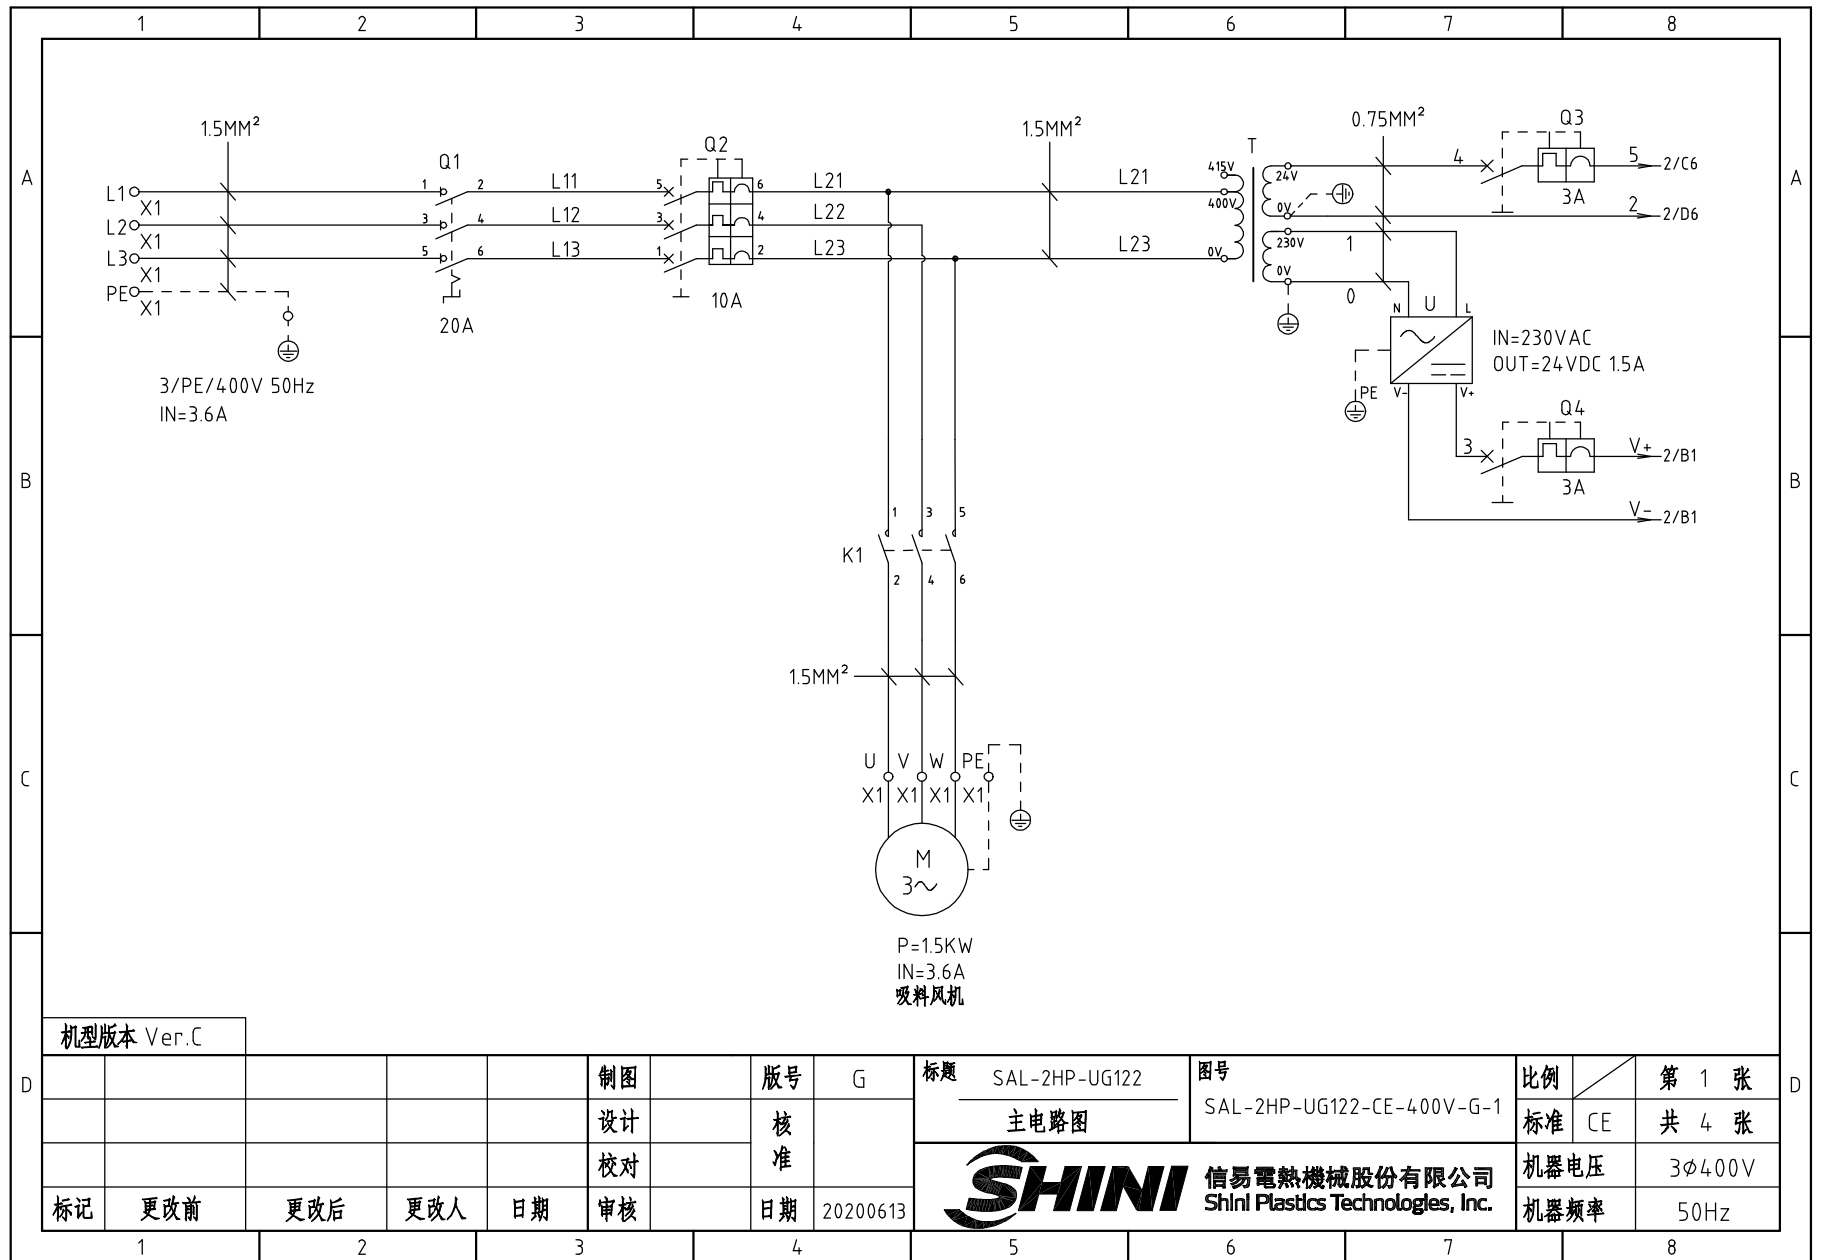 1 2 3 4 5 6 7 8
A
A
B
B
C
C
D
D
1.5MM²
L1
X1
L2
X1
L3
X1
PE
X1
3/PE/400V 50Hz
IN=3.6A
Q1
1 2
3 4
5 6
20A
L11
L12
L13
Q2
5 6
3 4
1 2
10A
L21
L22
L23
1.5MM²
L21
L23
T
415V
400V
0V
24V
0V
230V
0V
0.75MM²
4
Q3
3A
5
2/C6
2
2/D6
1
0
N U L
IN=230VAC
OUT=24VDC 1.5A
PE
V-
V+
3
Q4
3A
V+
2/B1
V-
2/B1
1 3 5
K1
2 4 6
1.5MM²
U V W PE
X1 X1 X1 X1
M
3~
P=1.5KW
IN=3.6A
吸料风机
机型版本 Ver.C
制图
版号 G
设计
核准
校对
标记 更改前 更改后 更改人 日期 审核
日期 20200613
标题 SAL-2HP-UG122
主电路图
图号
SAL-2HP-UG122-CE-400V-G-1
比例
第 1 张
标准 CE
共 4 张
机器电压 3Φ400V
机器频率 50Hz
SHINI
信易電熱機械股份有限公司
Shini Plastics Technologies, Inc.
1 2 3 4 5 6 7 8